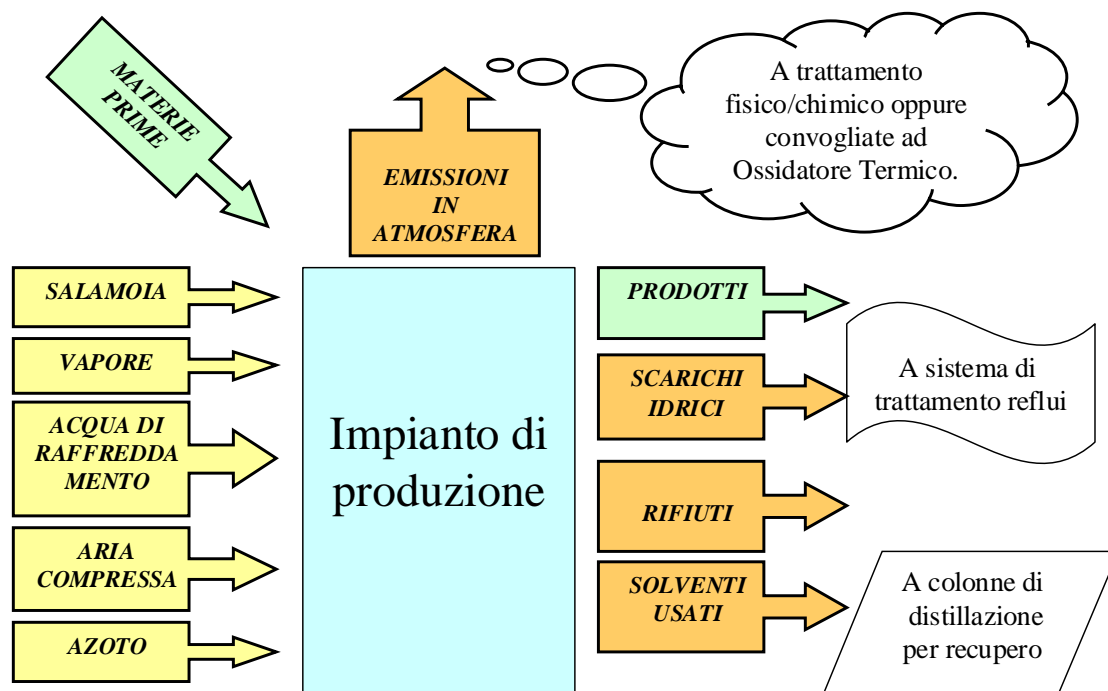 MATERIE
PRIME
EMISSIONI
IN
ATMOSFERA
A trattamento
fisico/chimico oppure
convogliate ad
Ossidatore Termico.
SALAMOIA
VAPORE
ACQUA DI
RAFFREDDA
MENTO
ARIA
COMPRESSA
AZOTO
Impianto di
produzione
PRODOTTI
SCARICHI
IDRICI
RIFIUTI
SOLVENTI
USATI
A sistema di
trattamento reflui
A colonne di
distillazione
per recupero